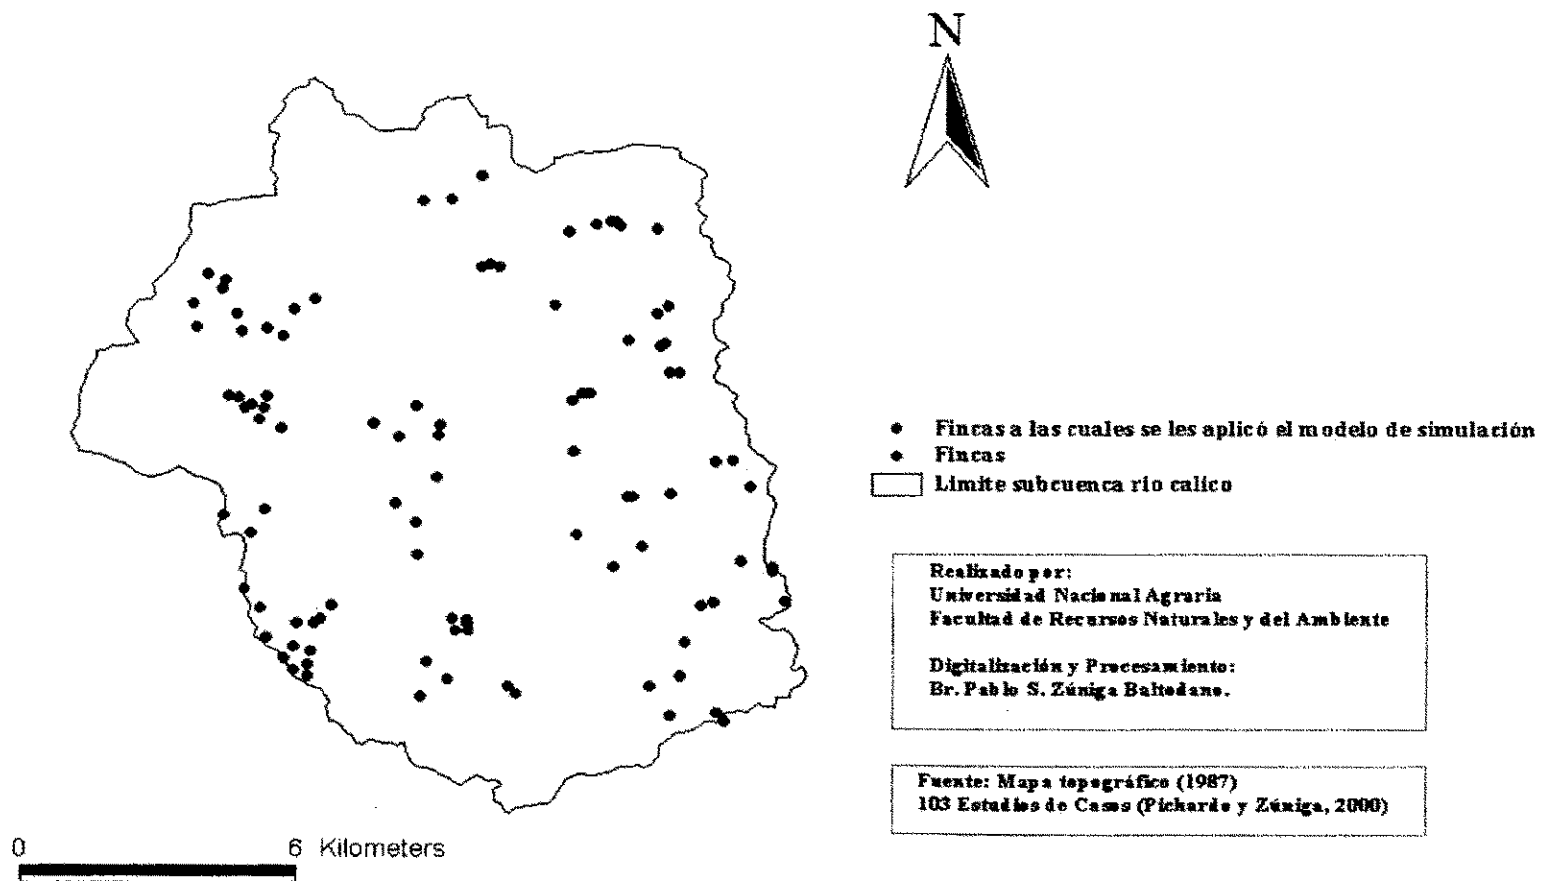 N
Fincas a las cuales se les aplicó el modelo de simulación
Fincas
Límite subcuenca río calico
Realizado por:
Universidad Nacional Agraria
Facultad de Recursos Naturales y del Ambiente
Digitalización y Procesamiento:
Br. Pablo S. Zúniga Baltodano.
Fuente: Mapa topográfico (1987)
103 Estudios de Casos (Pichardo y Zúniga, 2000)
0 6 Kilometers